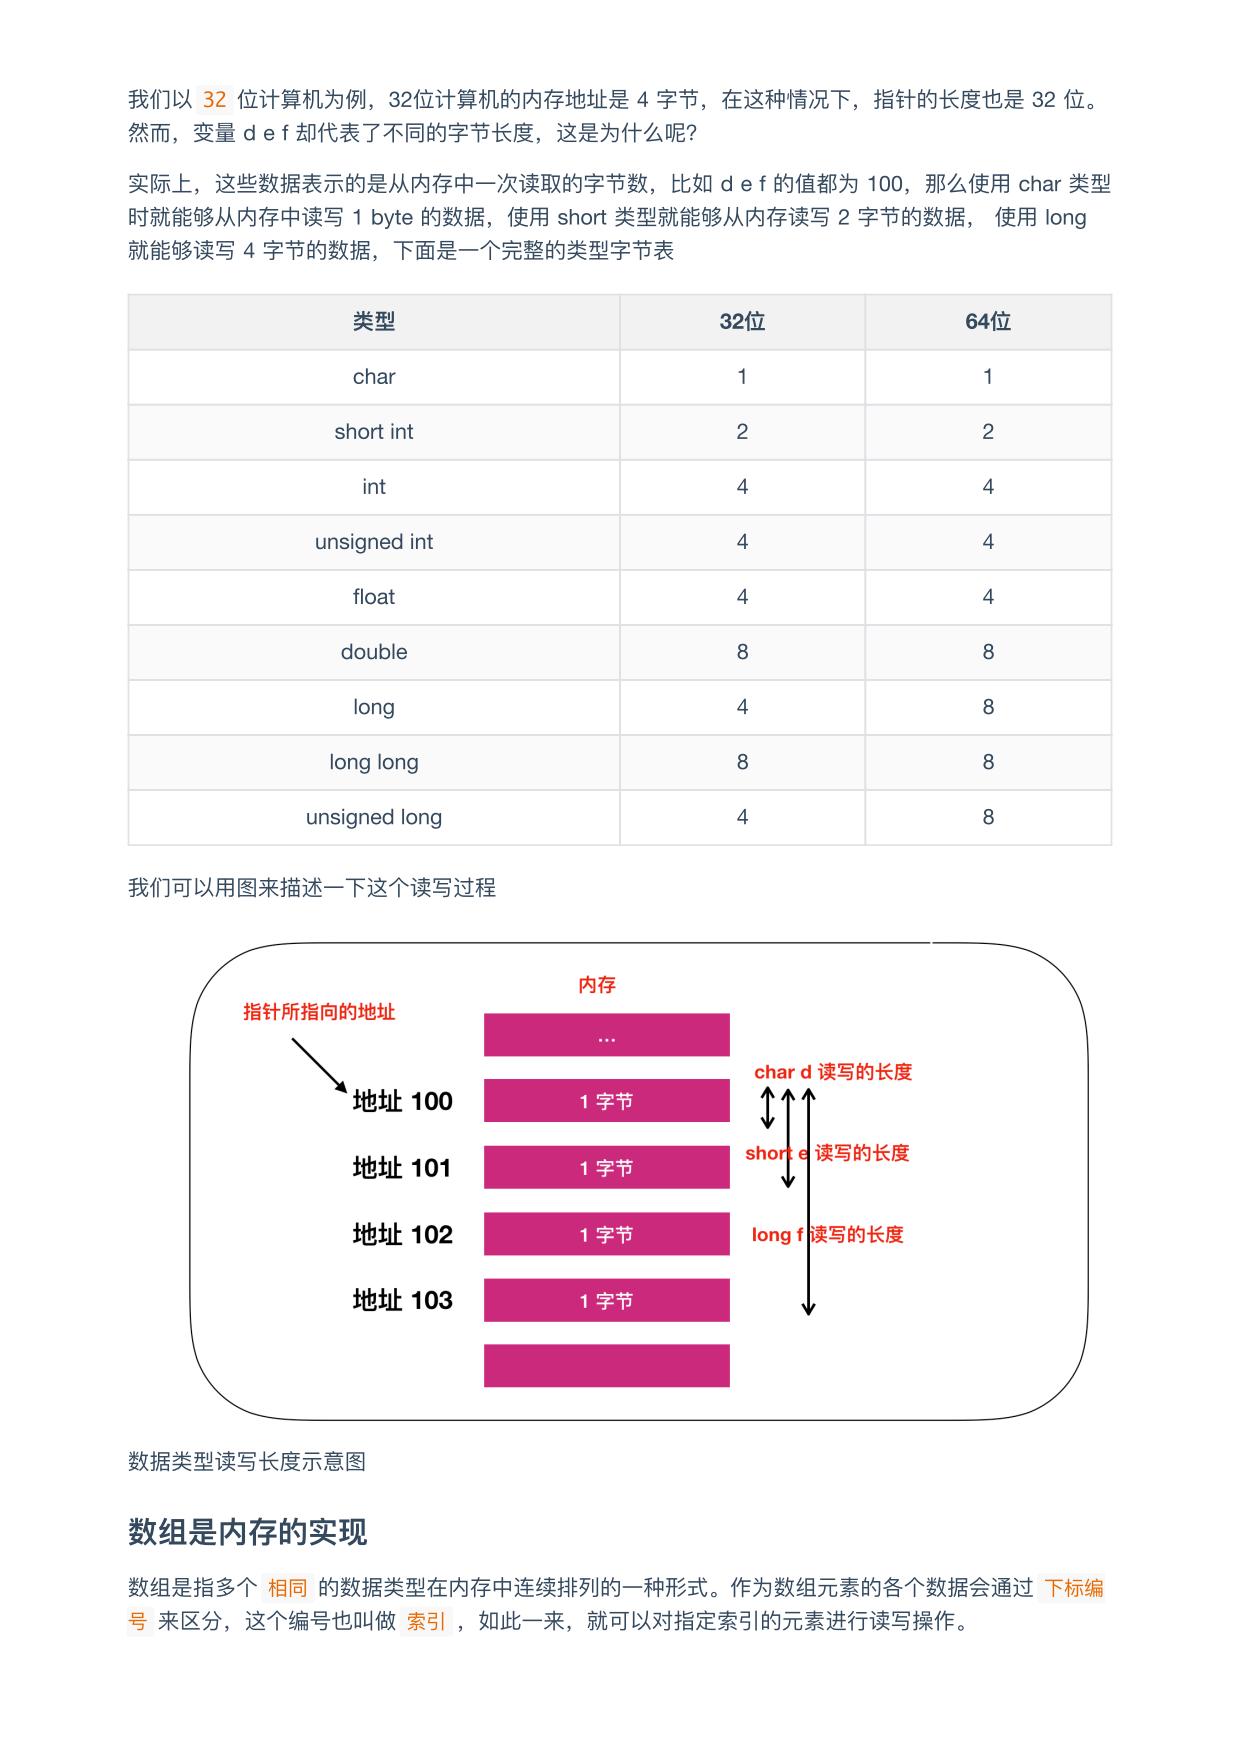 我们以 32 位计算机为例，32位计算机的内存地址是 4 字节，在这种情况下，指针的长度也是 32 位。
然而，变量 d e f 却代表了不同的字节长度，这是为什么呢？
实际上，这些数据表示的是从内存中一次读取的字节数，比如 d e f 的值都为 100，那么使用 char 类型
时就能够从内存中读写 1 byte 的数据，使用 short 类型就能够从内存读写 2 字节的数据， 使用 long
就能够读写 4 字节的数据，下面是一个完整的类型字节表
类型 32位 64位
char 1 1
short int 2 2
int 4 4
unsigned int 4 4
float 4 4
double 8 8
long 4 8
long long 8 8
unsigned long 4 8
我们可以用图来描述一下这个读写过程
内存
指针所指向的地址
...
char d 读写的长度
地址 100 1 字节
short e 读写的长度
地址 101 1 字节
地址 102 1 字节 long f 读写的长度
地址 103 1 字节
数据类型读写长度示意图
数组是内存的实现
数组是指多个 相同 的数据类型在内存中连续排列的一种形式。作为数组元素的各个数据会通过 下标编
号 来区分，这个编号也叫做 索引 ，如此一来，就可以对指定索引的元素进行读写操作。